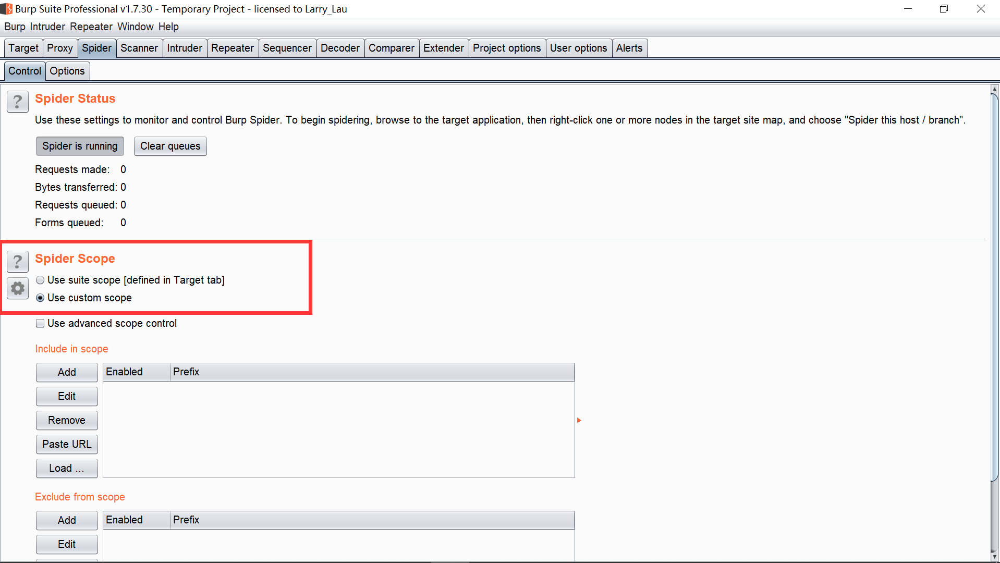 Burp Suite Professional v1.7.30 - Temporary Project - licensed to Larry_Lau
Burp Intruder Repeater Window Help
Target Proxy Spider Scanner Intruder Repeater Sequencer Decoder Comparer Extender Project options User options Alerts
Control Options
? Spider Status
Use these settings to monitor and control Burp Spider. To begin spidering, browse to the target application, then right-click one or more nodes in the target site map, and choose "Spider this host / branch".
Spider is running Clear queues
Requests made: 0
Bytes transferred: 0
Requests queued: 0
Forms queued: 0
? Spider Scope
Use suite scope [defined in Target tab]
Use custom scope
Use advanced scope control
Include in scope
Add Enabled Prefix
Edit
Remove
Paste URL
Load ...
Exclude from scope
Add Enabled Prefix
Edit